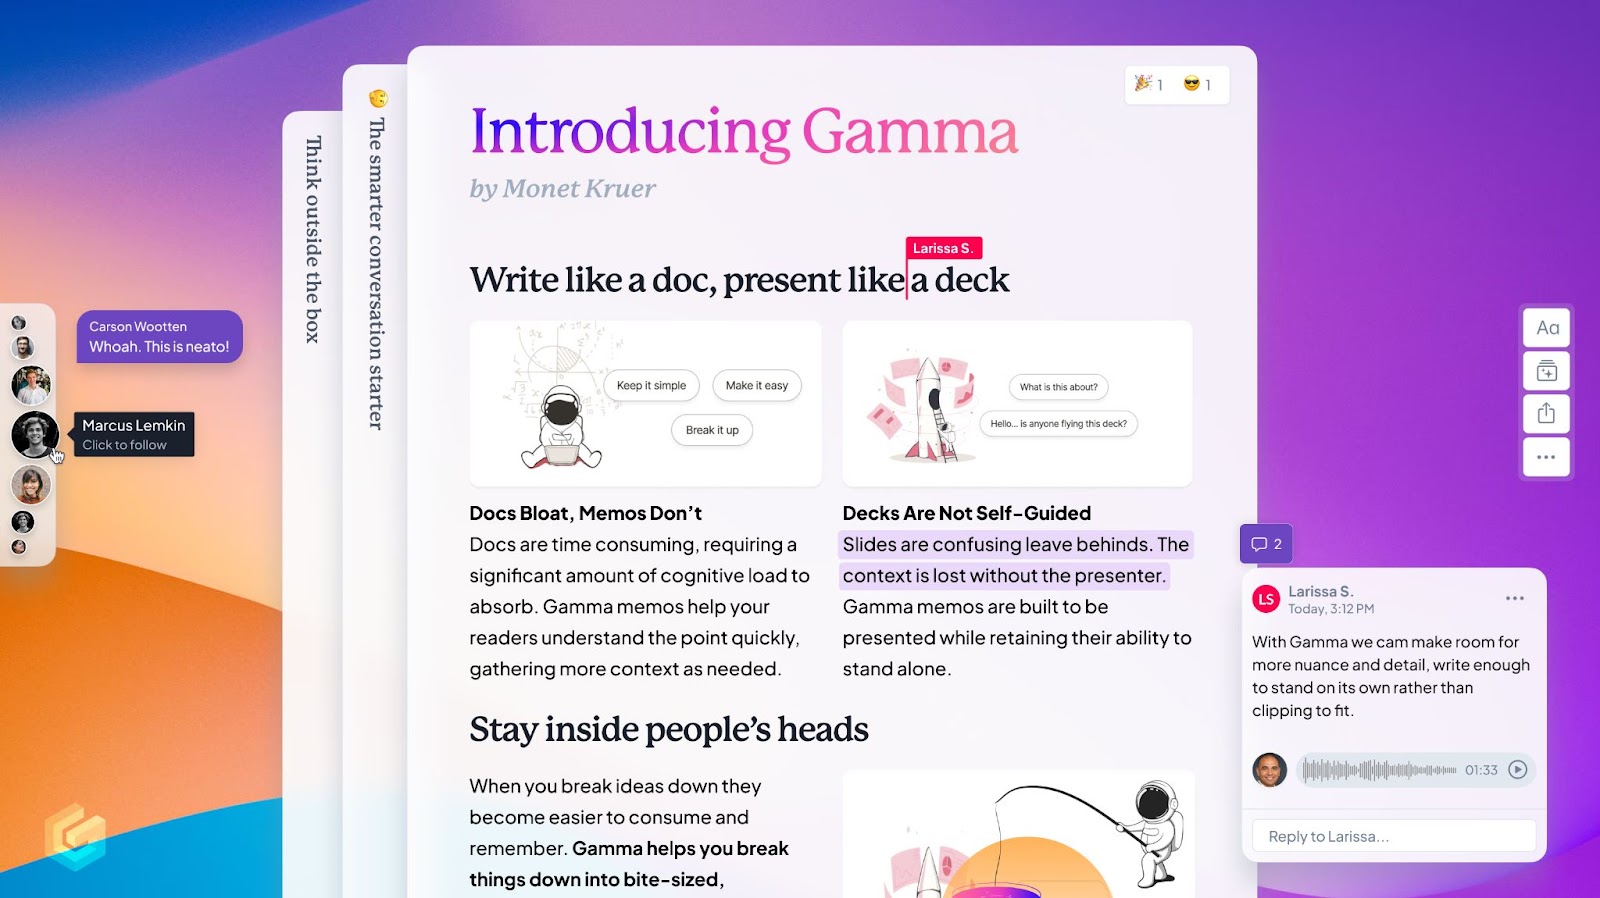 🎉 1 😎 1
Introducing Gamma
by Monet Kruer
Think outside the box
The smarter conversation starter
Larissa S.
Write like a doc, present like a deck
Keep it simple
Make it easy
Break it up
What is this about?
Hello... is anyone flying this deck?
Docs Bloat, Memos Don’t
Docs are time consuming, requiring a
significant amount of cognitive load to
absorb. Gamma memos help your
readers understand the point quickly,
gathering more context as needed.
Decks Are Not Self-Guided
Slides are confusing leave behinds. The
context is lost without the presenter.
Gamma memos are built to be
presented while retaining their ability to
stand alone.
Stay inside people’s heads
When you break ideas down they
become easier to consume and
remember. Gamma helps you break
things down into bite-sized,
Carson Wootten
Whoah. This is neato!
Marcus Lemkin
Click to follow
Aa
2
LS
Larissa S.
Today, 3:12 PM
With Gamma we cam make room for
more nuance and detail, write enough
to stand on its own rather than
clipping to fit.
01:33
Reply to Larissa...